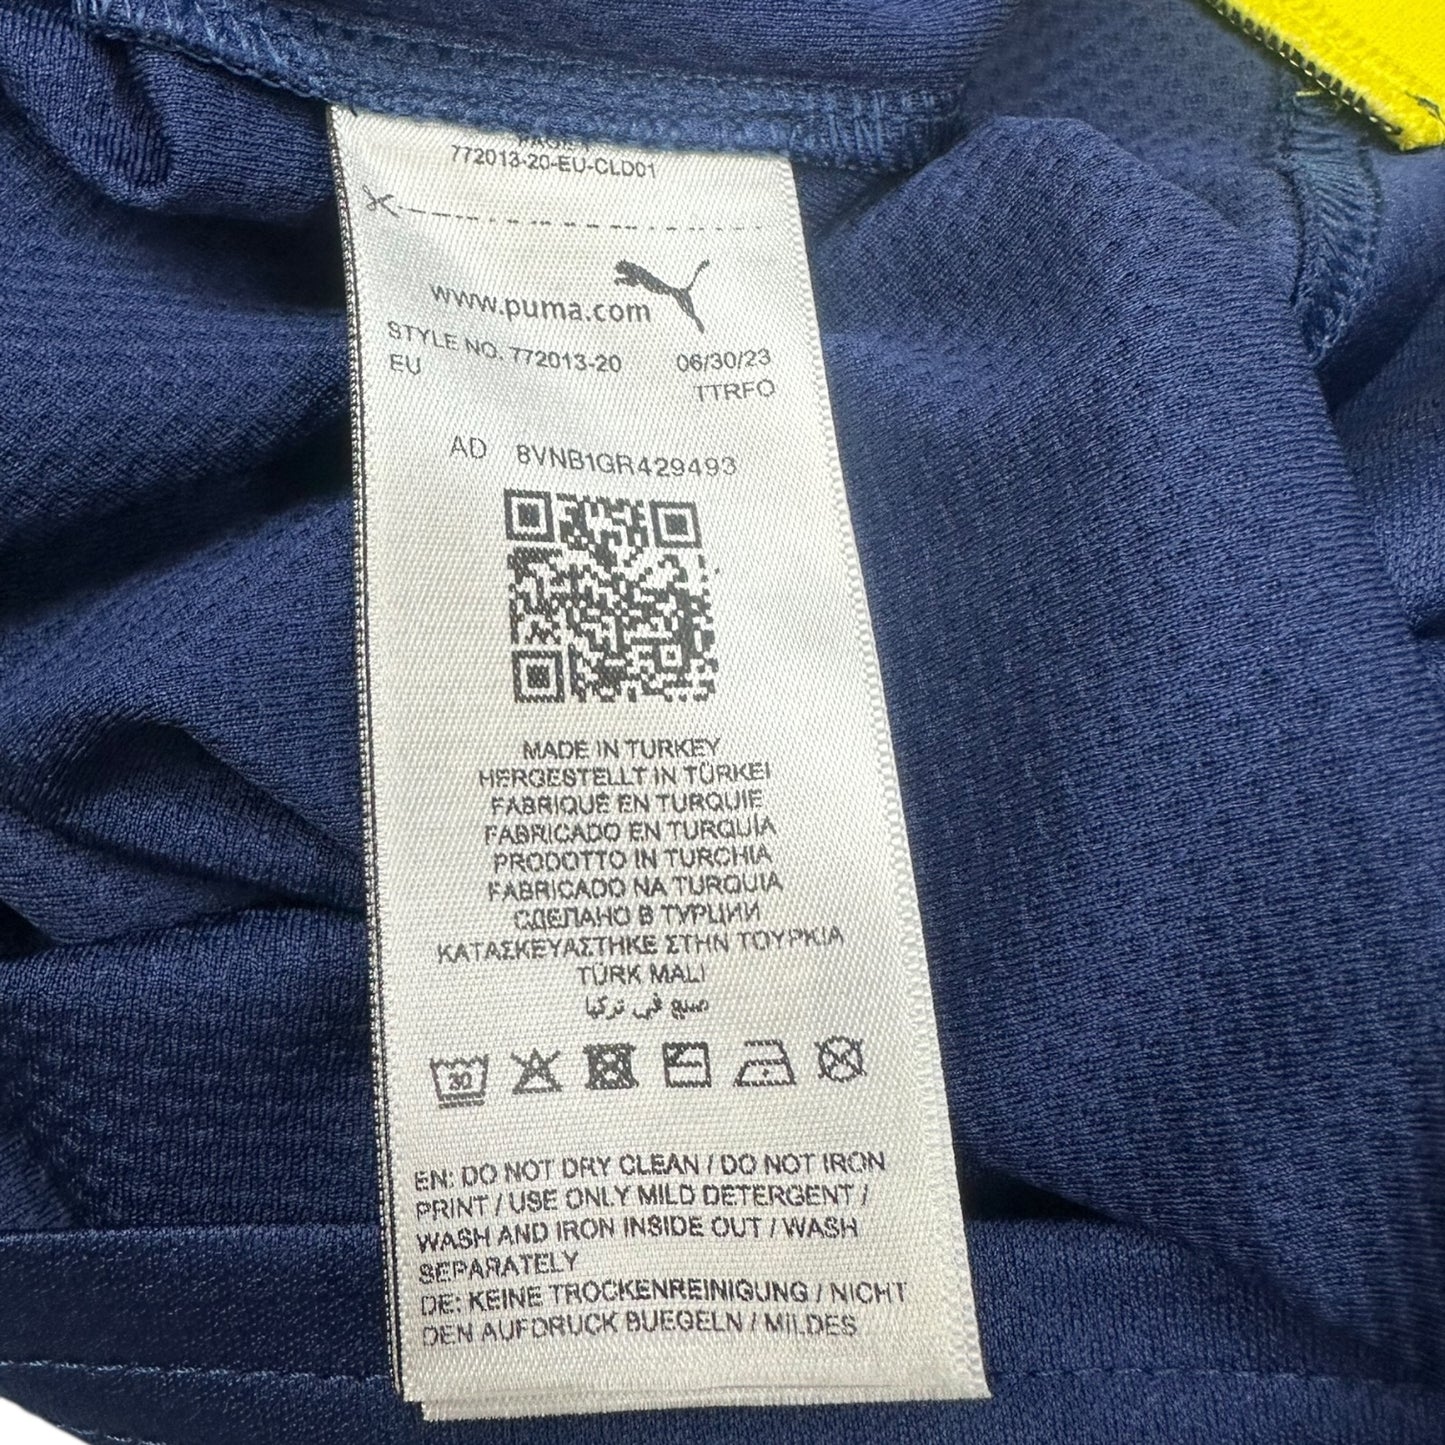 772013-20-EU-CLD01
www.puma.com
STYLE NO. 772013-20 06/30/23
EU TTRFO
AD 8VNB1GR429493
MADE IN TURKEY
HERGESTELLT IN TÜRKEI
FABRIQUÉ EN TURQUIE
FABRICADO EN TURQUÍA
PRODOTTO IN TURCHIA
FABRICADO NA TURQUIA
СДЕЛАНО В ТУРЦИИ
ΚΑΤΑΣΚΕΥΑΣΤΗΚΕ ΣΤΗΝ ΤΟΥΡΚΙΑ
TÜRK MALI
صنع في تركيا
30
EN: DO NOT DRY CLEAN / DO NOT IRON
PRINT / USE ONLY MILD DETERGENT /
WASH AND IRON INSIDE OUT / WASH
SEPARATELY
DE: KEINE TROCKENREINIGUNG / NICHT
DEN AUFDRUCK BUEGELN / MILDES